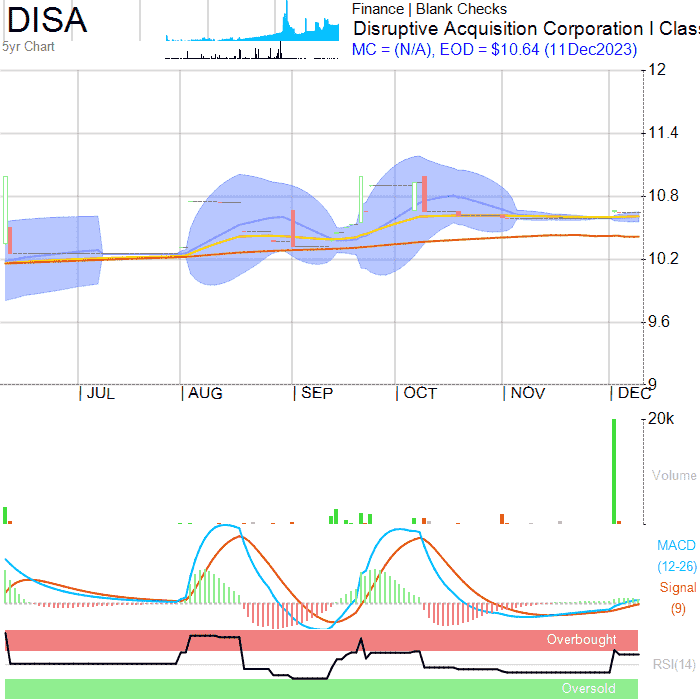 DISA
5yr Chart
Finance | Blank Checks
Disruptive Acquisition Corporation I Clas
MC = (N/A), EOD = $10.64 (11Dec2023)
12
11.4
10.8
10.2
9.6
9
JUL
AUG
SEP
OCT
NOV
DEC
20k
Volume
MACD
(12-26)
Signal
(9)
Overbought
RSI(14)
Oversold